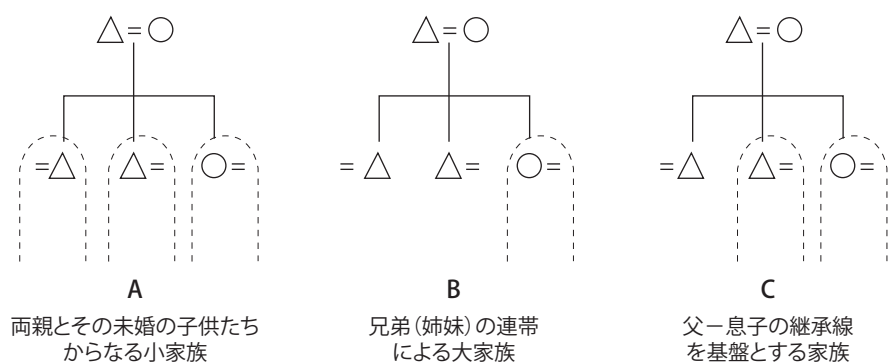 △=○
△=○
△=○
=△ △= ○=
=△ △= ○=
=△ △= ○=
A
両親とその未婚の子供たち
からなる小家族
B
兄弟(姉妹)の連帯
による大家族
C
父－息子の継承線
を基盤とする家族